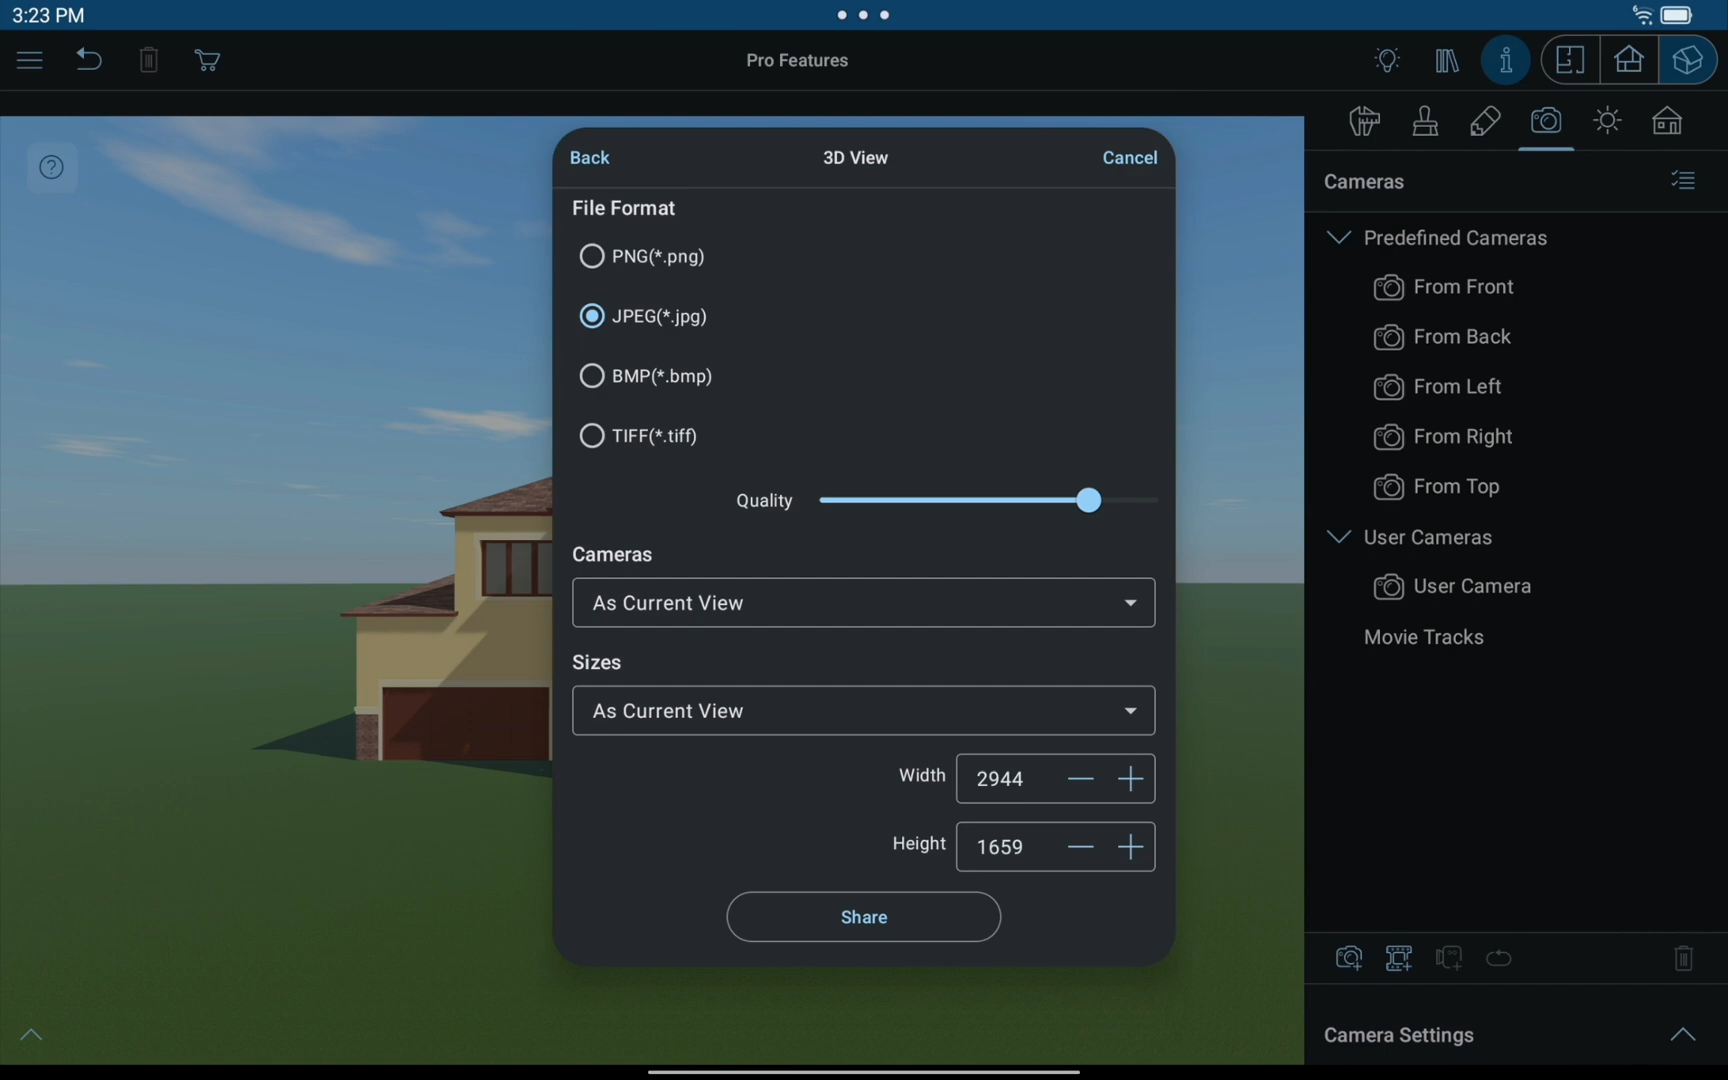 3:23 PM
Pro Features
Back
3D View
Cancel
File Format
PNG(*.png)
JPEG(*.jpg)
BMP(*.bmp)
TIFF(*.tiff)
Quality
Cameras
As Current View
Sizes
As Current View
Width
2944
Height
1659
Share
Cameras
Predefined Cameras
From Front
From Back
From Left
From Right
From Top
User Cameras
User Camera
Movie Tracks
Camera Settings